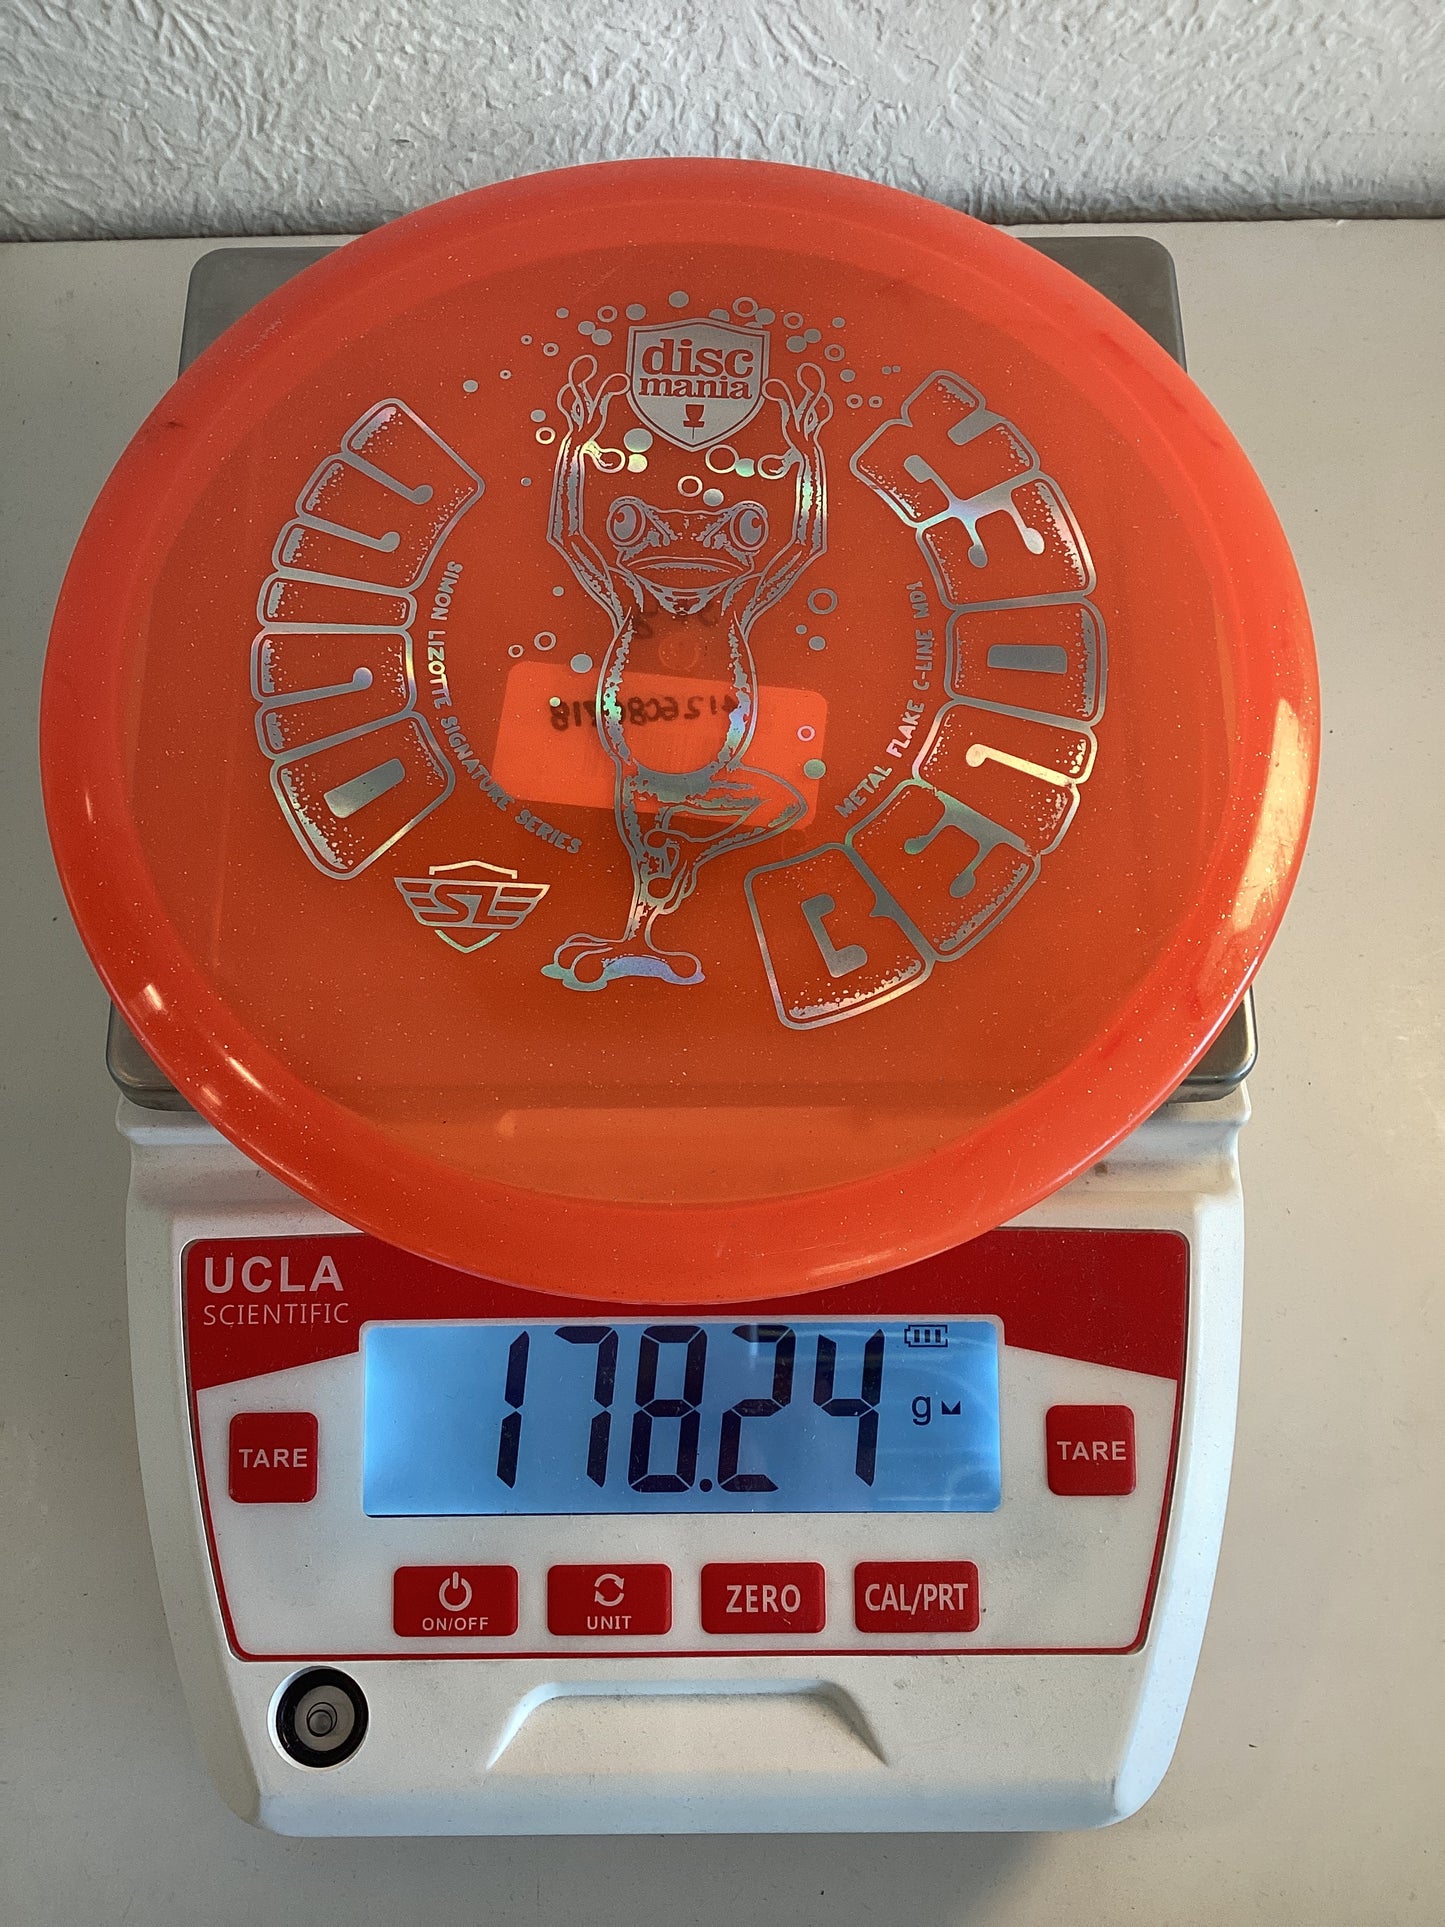 disc
mania
SIMON LIZOTTE SIGNATURE SERIES
METAL FLAKE C-LINE MD1
SL
UCLA
SCIENTIFIC
178.24 g
TARE
TARE
ON/OFF
UNIT
ZERO
CAL/PRT